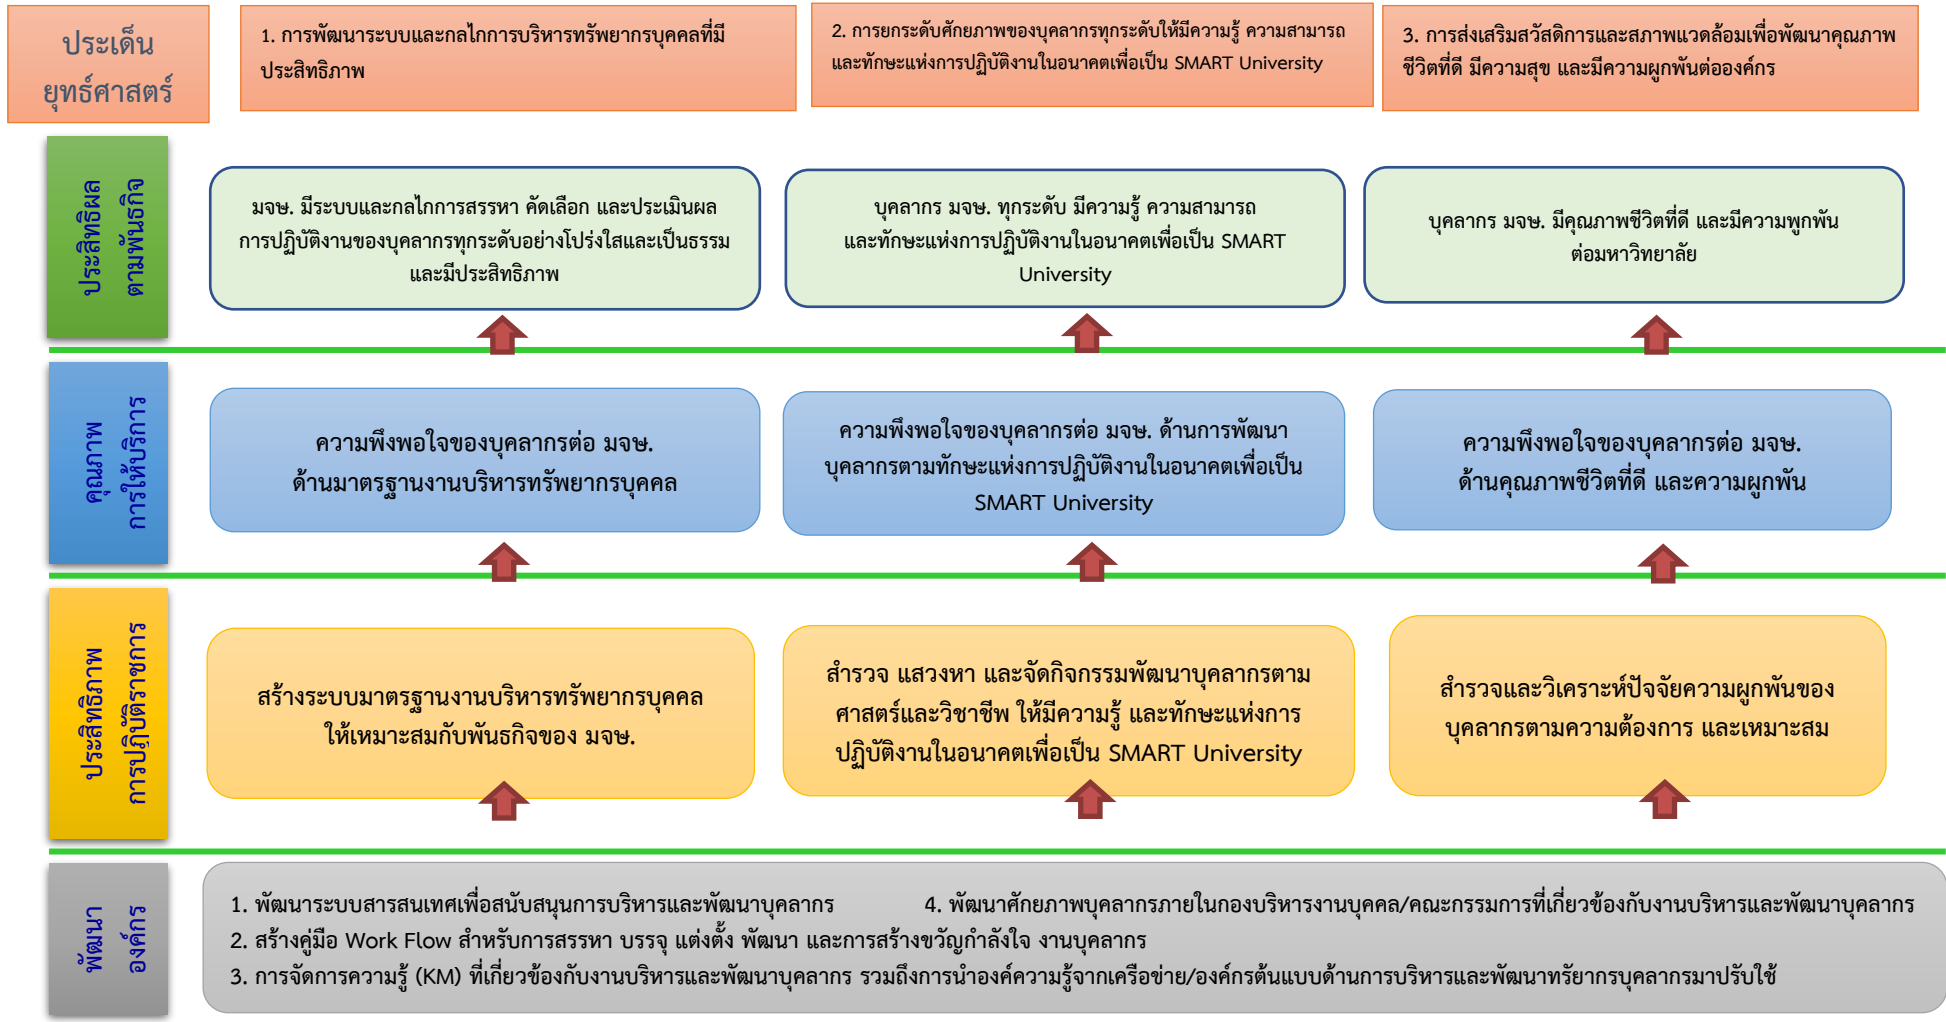 ประเด็น
ยุทธ์ศาสตร์
1. การพัฒนาระบบและกลไกการบริหารทรัพยากรบุคคลที่มี
ประสิทธิภาพ
2. การยกระดับศักยภาพของบุคลากรทุกระดับให้มีความรู้ ความสามารถ
และทักษะแห่งการปฏิบัติงานในอนาคตเพื่อเป็น SMART University
3. การส่งเสริมสวัสดิการและสภาพแวดล้อมเพื่อพัฒนาคุณภาพ
ชีวิตที่ดี มีความสุข และมีความผูกพันต่อองค์กร
ประสิทธิผล
ตามพันธกิจ
มจษ. มีระบบและกลไกการสรรหา คัดเลือก และประเมินผล
การปฏิบัติงานของบุคลากรทุกระดับอย่างโปร่งใสและเป็นธรรม
และมีประสิทธิภาพ
บุคลากร มจษ. ทุกระดับ มีความรู้ ความสามารถ
และทักษะแห่งการปฏิบัติงานในอนาคตเพื่อเป็น SMART
University
บุคลากร มจษ. มีคุณภาพชีวิตที่ดี และมีความพูกพัน
ต่อมหาวิทยาลัย
คุณภาพ
การให้บริการ
ความพึงพอใจของบุคลากรต่อ มจษ.
ด้านมาตรฐานงานบริหารทรัพยากรบุคคล
ความพึงพอใจของบุคลากรต่อ มจษ. ด้านการพัฒนา
บุคลากรตามทักษะแห่งการปฏิบัติงานในอนาคตเพื่อเป็น
SMART University
ความพึงพอใจของบุคลากรต่อ มจษ.
ด้านคุณภาพชีวิตที่ดี และความผูกพัน
ประสิทธิภาพ
การปฏิบัติราชการ
สร้างระบบมาตรฐานงานบริหารทรัพยากรบุคคล
ให้เหมาะสมกับพันธกิจของ มจษ.
สำรวจ แสวงหา และจัดกิจกรรมพัฒนาบุคลากรตาม
ศาสตร์และวิชาชีพ ให้มีความรู้ และทักษะแห่งการ
ปฏิบัติงานในอนาคตเพื่อเป็น SMART University
สำรวจและวิเคราะห์ปัจจัยความผูกพันของ
บุคลากรตามความต้องการ และเหมาะสม
พัฒนา
องค์กร
1. พัฒนาระบบสารสนเทศเพื่อสนับสนุนการบริหารและพัฒนาบุคลากร
4. พัฒนาศักยภาพบุคลากรภายในกองบริหารงานบุคคล/คณะกรรมการที่เกี่ยวข้องกับงานบริหารและพัฒนาบุคลากร
2. สร้างคู่มือ Work Flow สำหรับการสรรหา บรรจุ แต่งตั้ง พัฒนา และการสร้างขวัญกำลังใจ งานบุคลากร
3. การจัดการความรู้ (KM) ที่เกี่ยวข้องกับงานบริหารและพัฒนาบุคลากร รวมถึงการนำองค์ความรู้จากเครือข่าย/องค์กรต้นแบบด้านการบริหารและพัฒนาทรัยากรบุคลากรมาปรับใช้